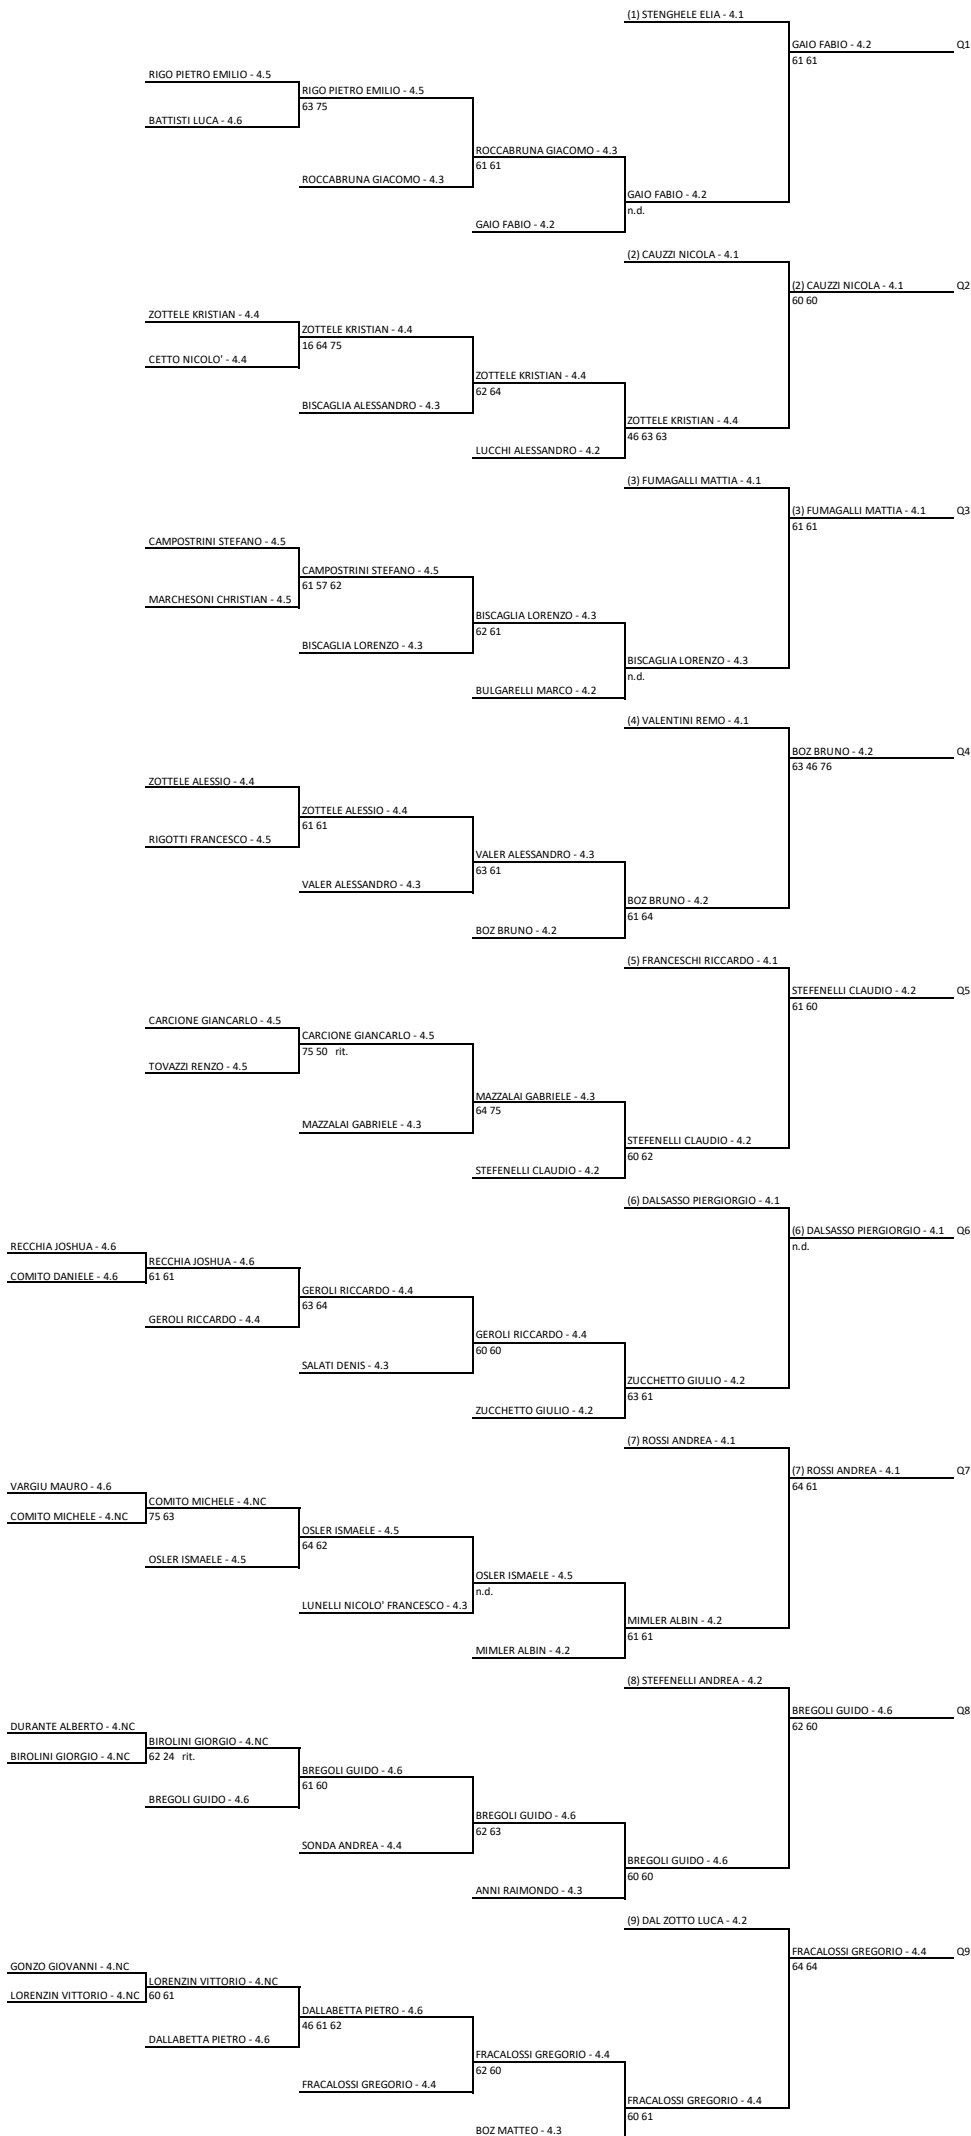 (1) STENGHELE ELIA - 4.1
GAIO FABIO - 4.2
Q1
61 61
RIGO PIETRO EMILIO - 4.5
RIGO PIETRO EMILIO - 4.5
63 75
BATTISTI LUCA - 4.6
ROCCABRUNA GIACOMO - 4.3
61 61
ROCCABRUNA GIACOMO - 4.3
GAIO FABIO - 4.2
n.d.
GAIO FABIO - 4.2
(2) CAUZZI NICOLA - 4.1
(2) CAUZZI NICOLA - 4.1
Q2
60 60
ZOTTELE KRISTIAN - 4.4
ZOTTELE KRISTIAN - 4.4
16 64 75
CETTO NICOLO' - 4.4
ZOTTELE KRISTIAN - 4.4
62 64
BISCAGLIA ALESSANDRO - 4.3
ZOTTELE KRISTIAN - 4.4
46 63 63
LUCCHI ALESSANDRO - 4.2
(3) FUMAGALLI MATTIA - 4.1
(3) FUMAGALLI MATTIA - 4.1
Q3
61 61
CAMPOSTRINI STEFANO - 4.5
CAMPOSTRINI STEFANO - 4.5
61 57 62
MARCHESONI CHRISTIAN - 4.5
BISCAGLIA LORENZO - 4.3
62 61
BISCAGLIA LORENZO - 4.3
BISCAGLIA LORENZO - 4.3
n.d.
BULGARELLI MARCO - 4.2
(4) VALENTINI REMO - 4.1
BOZ BRUNO - 4.2
Q4
63 46 76
ZOTTELE ALESSIO - 4.4
ZOTTELE ALESSIO - 4.4
61 61
RIGOTTI FRANCESCO - 4.5
VALER ALESSANDRO - 4.3
63 61
VALER ALESSANDRO - 4.3
BOZ BRUNO - 4.2
61 64
BOZ BRUNO - 4.2
(5) FRANCESCHI RICCARDO - 4.1
STEFENELLI CLAUDIO - 4.2
Q5
61 60
CARCIONE GIANCARLO - 4.5
CARCIONE GIANCARLO - 4.5
75 50 rit.
TOVAZZI RENZO - 4.5
MAZZALAI GABRIELE - 4.3
64 75
MAZZALAI GABRIELE - 4.3
STEFENELLI CLAUDIO - 4.2
60 62
STEFENELLI CLAUDIO - 4.2
(6) DALSASSO PIERGIORGIO - 4.1
(6) DALSASSO PIERGIORGIO - 4.1
Q6
n.d.
RECCHIA JOSHUA - 4.6
RECCHIA JOSHUA - 4.6
61 61
COMITO DANIELE - 4.6
GEROLI RICCARDO - 4.4
63 64
GEROLI RICCARDO - 4.4
GEROLI RICCARDO - 4.4
60 60
SALATI DENIS - 4.3
ZUCCHETTO GIULIO - 4.2
63 61
ZUCCHETTO GIULIO - 4.2
(7) ROSSI ANDREA - 4.1
(7) ROSSI ANDREA - 4.1
Q7
64 61
VARGIU MAURO - 4.6
COMITO MICHELE - 4.NC
75 63
COMITO MICHELE - 4.NC
OSLER ISMAELE - 4.5
64 62
OSLER ISMAELE - 4.5
OSLER ISMAELE - 4.5
n.d.
LUNELLI NICOLO' FRANCESCO - 4.3
MIMLER ALBIN - 4.2
61 61
MIMLER ALBIN - 4.2
(8) STEFENELLI ANDREA - 4.2
BREGOLI GUIDO - 4.6
Q8
62 60
DURANTE ALBERTO - 4.NC
BIROLINI GIORGIO - 4.NC
62 24 rit.
BIROLINI GIORGIO - 4.NC
BREGOLI GUIDO - 4.6
61 60
BREGOLI GUIDO - 4.6
BREGOLI GUIDO - 4.6
62 63
SONDA ANDREA - 4.4
BREGOLI GUIDO - 4.6
60 60
ANNI RAIMONDO - 4.3
(9) DAL ZOTTO LUCA - 4.2
FRACALOSSI GREGORIO - 4.4
Q9
64 64
GONZO GIOVANNI - 4.NC
LORENZIN VITTORIO - 4.NC
60 61
LORENZIN VITTORIO - 4.NC
DALLABETTA PIETRO - 4.6
46 61 62
DALLABETTA PIETRO - 4.6
FRACALOSSI GREGORIO - 4.4
62 60
FRACALOSSI GREGORIO - 4.4
FRACALOSSI GREGORIO - 4.4
60 61
BOZ MATTEO - 4.3